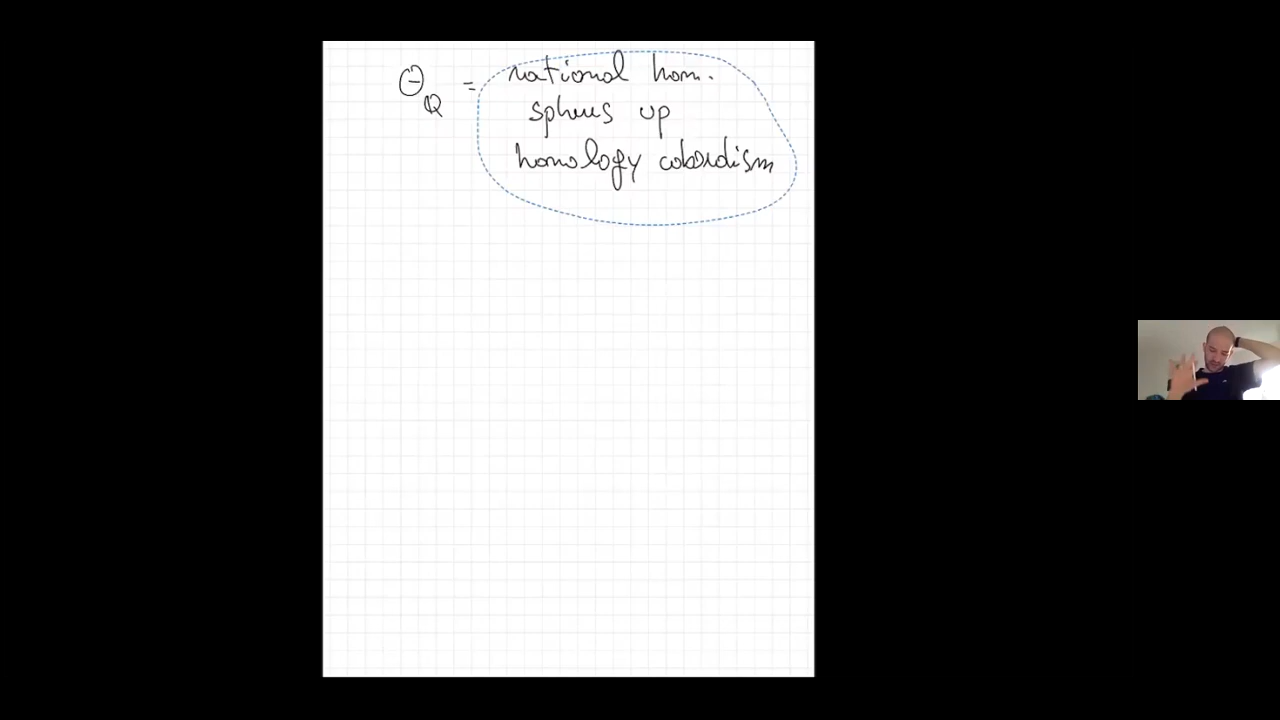 Θ_ℚ = rational hom.
spheres up
homology cobordism